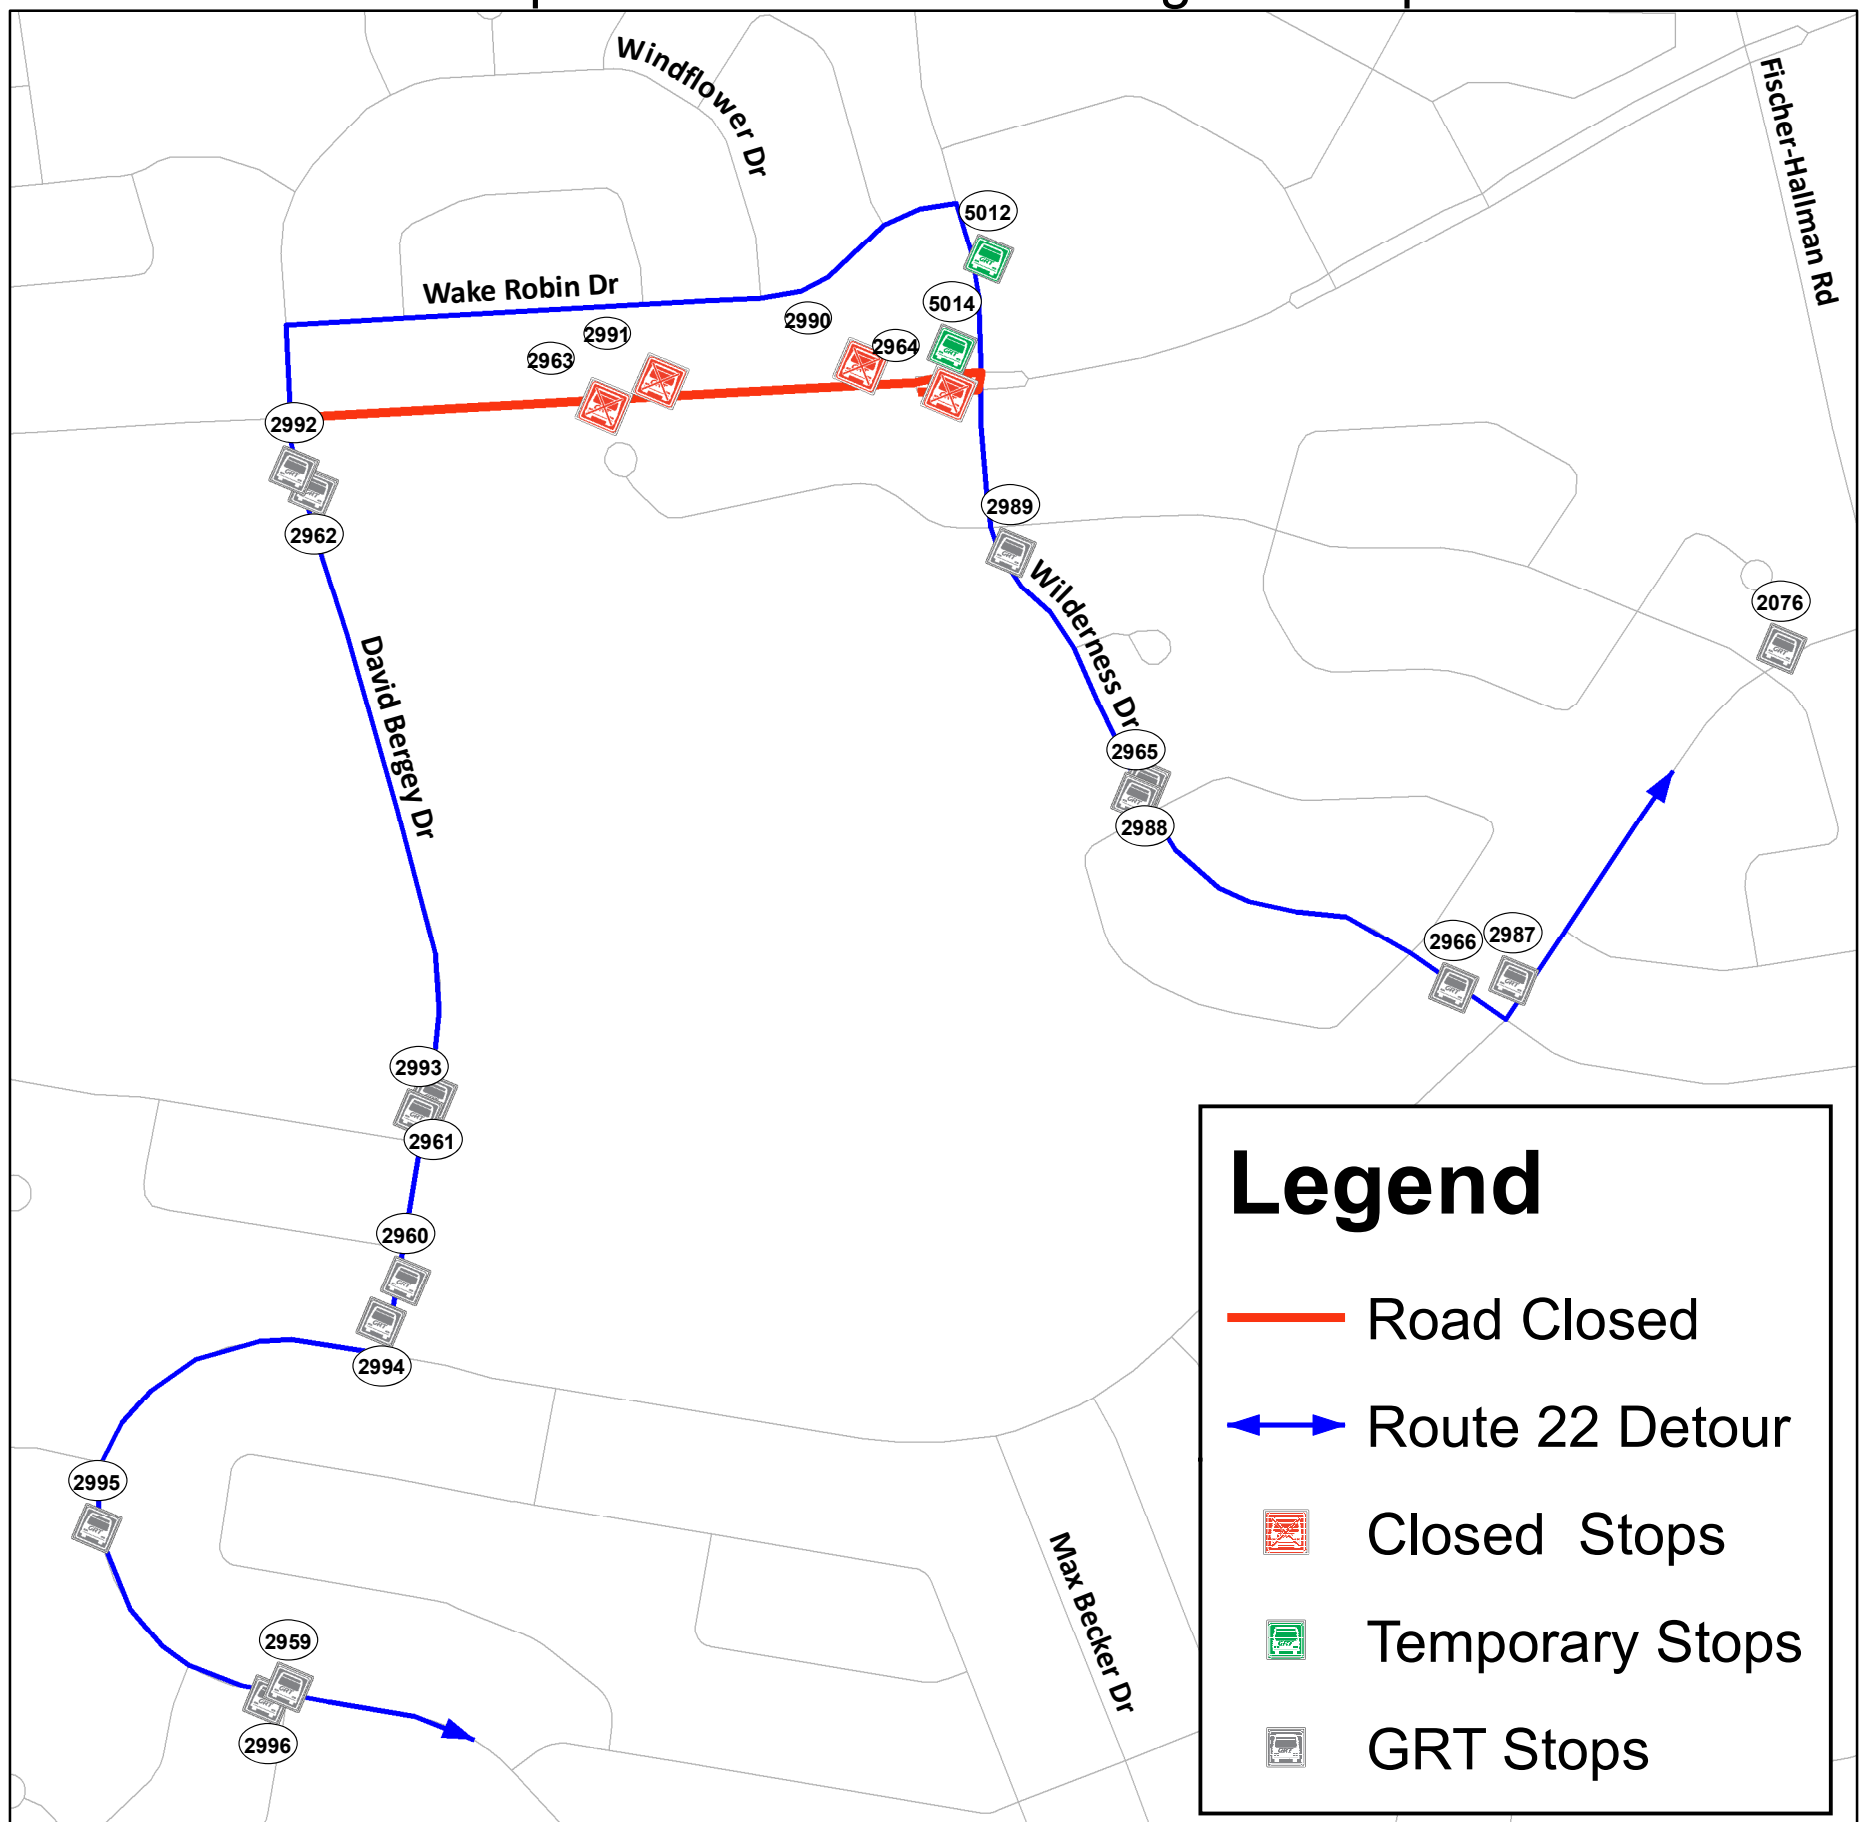 Windflower Dr
Fischer-Hallman Rd
5012
Wake Robin Dr
5014
2990
2991
2964
2963
2992
2989
2962
Wilderness Dr
2076
David Bergey Dr
2965
2988
2966
2987
2993
2961
2960
2994
2995
Max Becker Dr
2959
2996
Legend
Road Closed
Route 22 Detour
Closed  Stops
Temporary Stops
GRT Stops